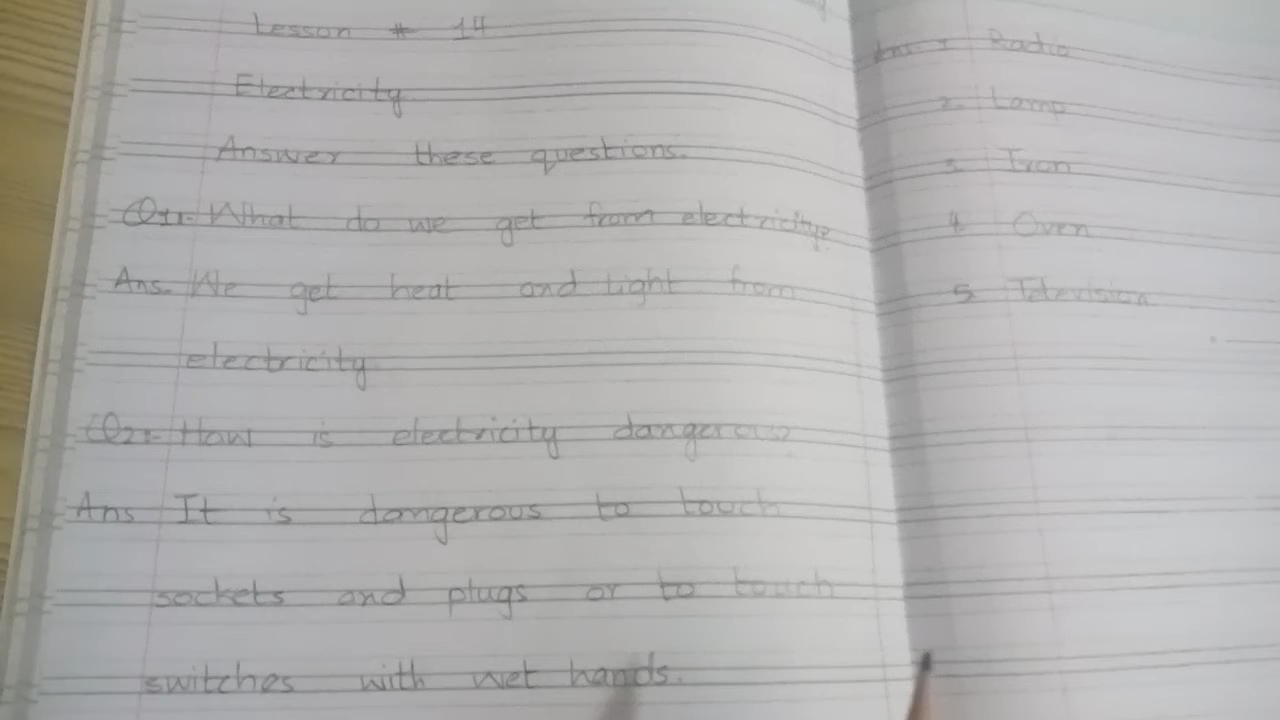 Lesson # 14
Electricity
Answer these questions.
Q1:- What do we get from electricity?
Ans. We get heat and light from
electricity
Q2:- How is electricity dangerous?
Ans It is dangerous to touch
sockets and plugs or to touch
switches with wet hands.
Ans 1 Radio
2. Lamp
3. Iron
4. Oven
5 Television